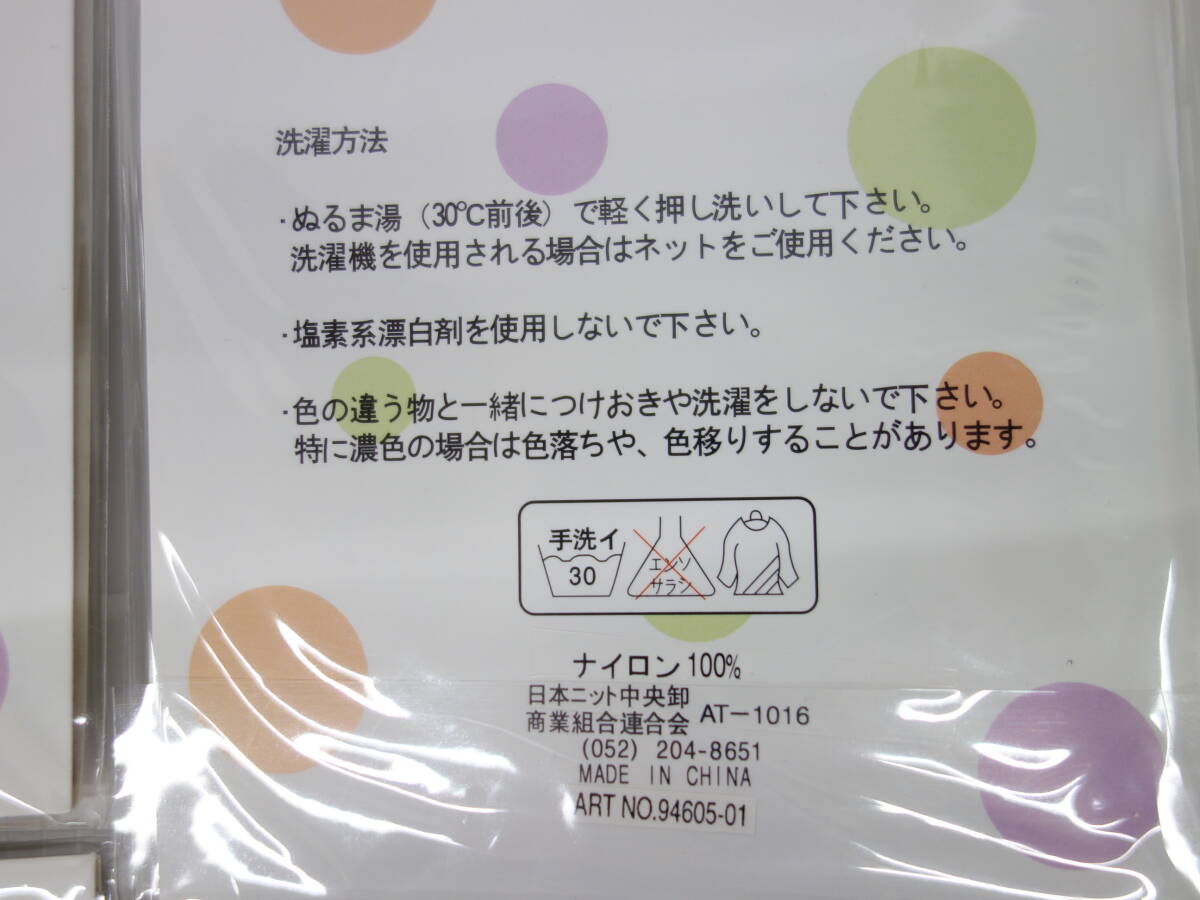 洗濯方法
・ぬるま湯（30℃前後）で軽く押し洗いして下さい。
洗濯機を使用される場合はネットをご使用ください。
・塩素系漂白剤を使用しないで下さい。
・色の違う物と一緒につけおきや洗濯をしないで下さい。
特に濃色の場合は色落ちや、色移りすることがあります。
手洗イ
30
エンソ
サラシ
ナイロン100%
日本ニット中央卸
商業組合連合会 AT－1016
(052) 204-8651
MADE IN CHINA
ART NO.94605-01